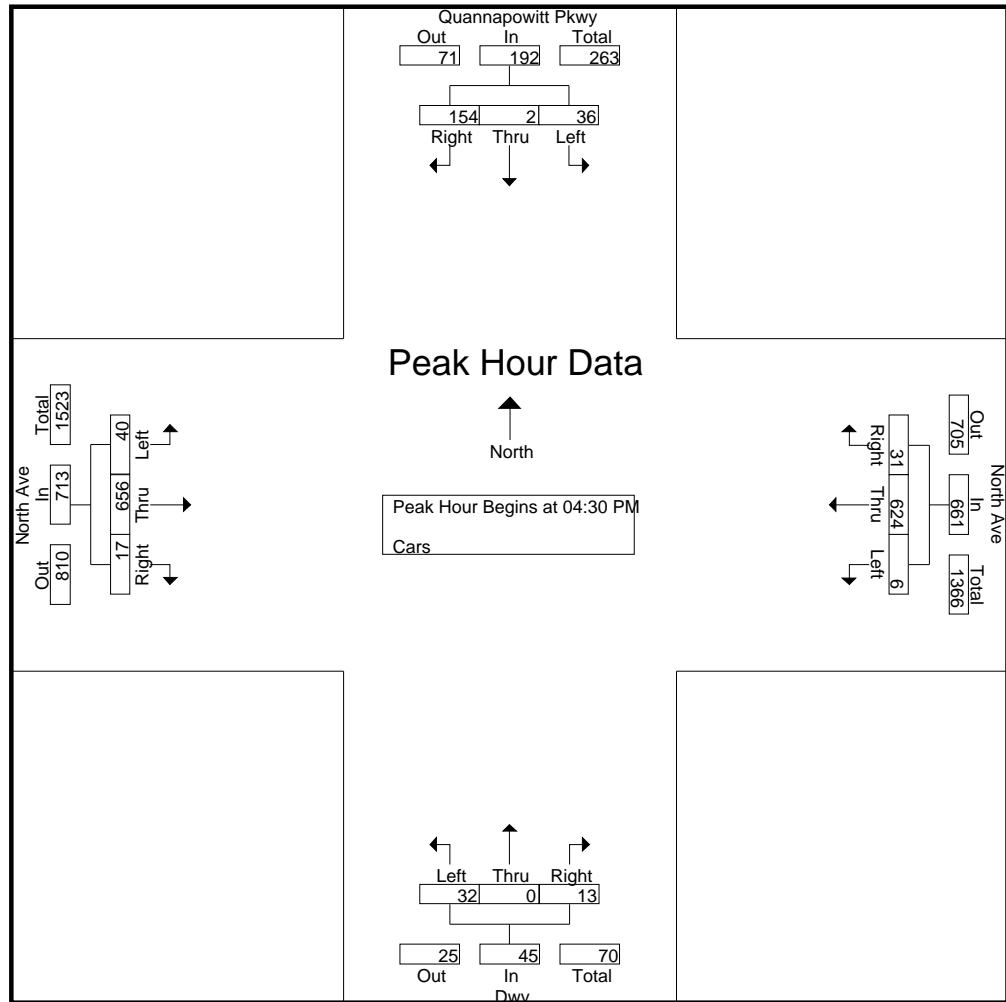 Quannapowitt Pkwy
Out In Total
71 192 263
154 2 36
Right Thru Left
Peak Hour Data
North
Peak Hour Begins at 04:30 PM
Cars
North Ave
Total In Out
1523 713 810
40 656 17
Left Thru Right
North Ave
Out In Total
705 661 1366
31 624 6
Right Thru Left
Left Thru Right
32 0 13
25 45 70
Out In Total
Dwy